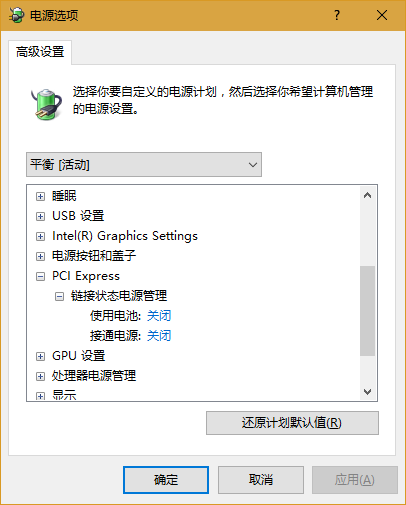 电源选项
高级设置
选择你要自定义的电源计划，然后选择你希望计算机管理
的电源设置。
平衡 [活动]
睡眠
USB 设置
Intel(R) Graphics Settings
电源按钮和盖子
PCI Express
链接状态电源管理
使用电池: 关闭
接通电源: 关闭
GPU 设置
处理器电源管理
显示
还原计划默认值(R)
确定
取消
应用(A)